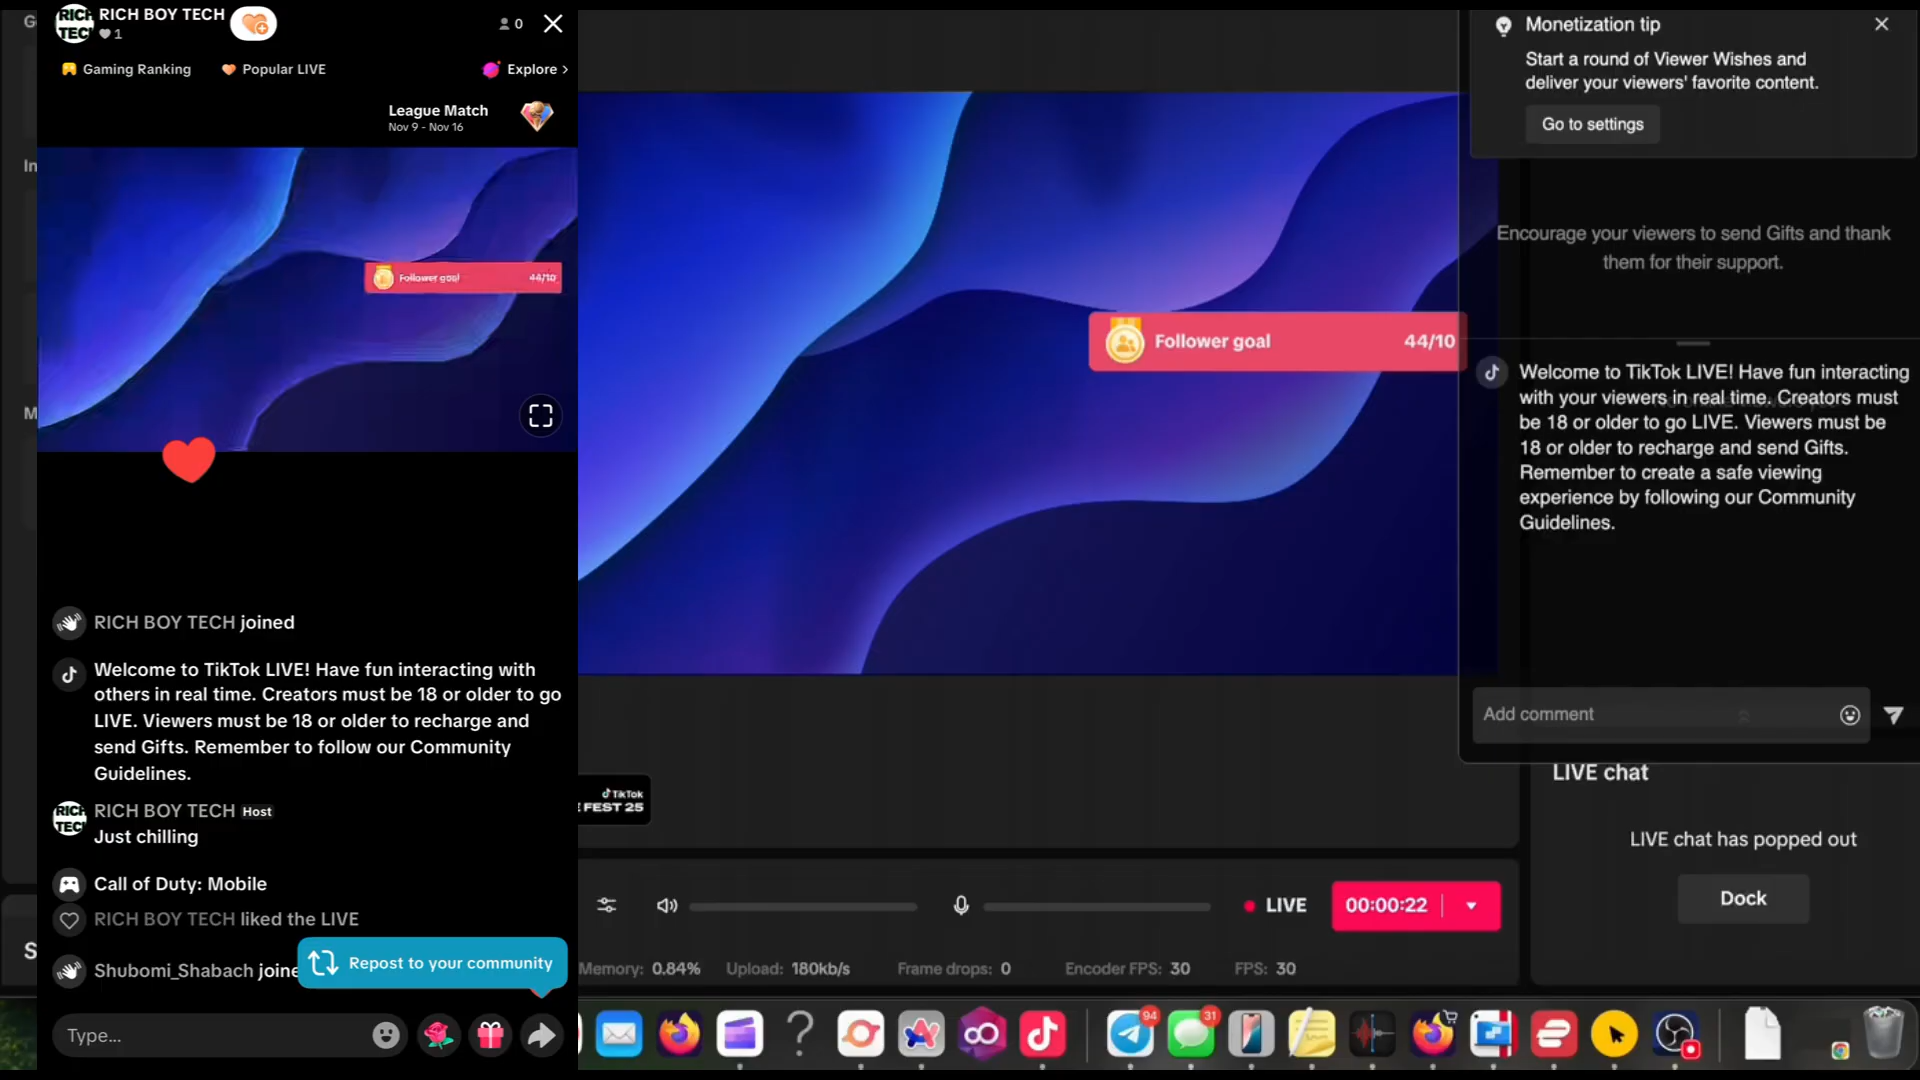 RICH BOY TECH
1
0
Gaming Ranking
Popular LIVE
Explore >
League Match
Nov 9 - Nov 16
Follower goal
44/10
RICH BOY TECH joined
Welcome to TikTok LIVE! Have fun interacting with
others in real time. Creators must be 18 or older to go
LIVE. Viewers must be 18 or older to recharge and
send Gifts. Remember to follow our Community
Guidelines.
RICH BOY TECH Host
Just chilling
Call of Duty: Mobile
RICH BOY TECH liked the LIVE
Shubomi_Shabach joine
Repost to your community
Type...
Follower goal
44/10
TikTok
FEST 25
LIVE
00:00:22
Memory: 0.84%
Upload: 180kb/s
Frame drops: 0
Encoder FPS: 30
FPS: 30
Monetization tip
Start a round of Viewer Wishes and
deliver your viewers' favorite content.
Go to settings
Encourage your viewers to send Gifts and thank
them for their support.
Welcome to TikTok LIVE! Have fun interacting
with your viewers in real time. Creators must
be 18 or older to go LIVE. Viewers must be
18 or older to recharge and send Gifts.
Remember to create a safe viewing
experience by following our Community
Guidelines.
Add comment
LIVE chat
LIVE chat has popped out
Dock
94
31